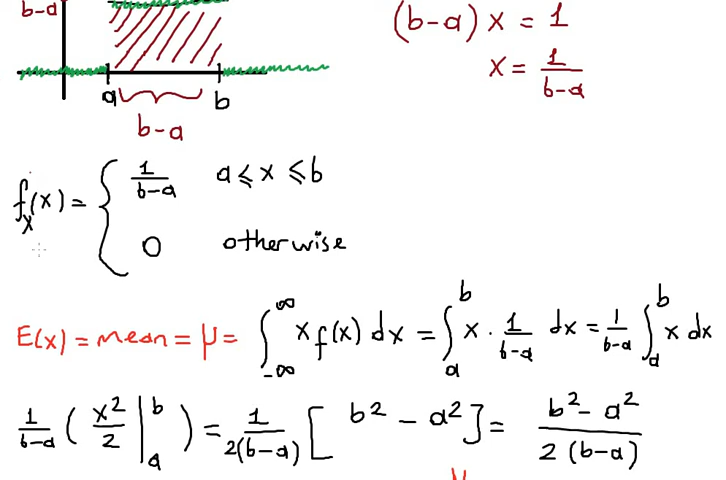 b-a
(b-a) x = 1
x = 1/(b-a)
a b
b-a
f_X(x) = { 1/(b-a) a ⩽ x ⩽ b
0 otherwise
E(x) = mean = μ = ∫_{-∞}^{∞} x f(x) dx = ∫_a^b x · 1/(b-a) dx = 1/(b-a) ∫_a^b x dx
1/(b-a) ( x²/2 |_a^b ) = 1/(2(b-a)) [ b² - a² ] = (b² - a²)/(2 (b-a))